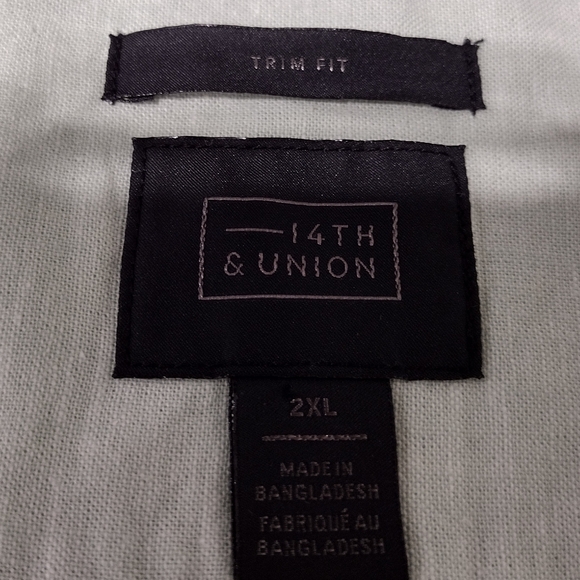 TRIM FIT
14TH
& UNION
2XL
MADE IN
BANGLADESH
FABRIQUÉ AU
BANGLADESH